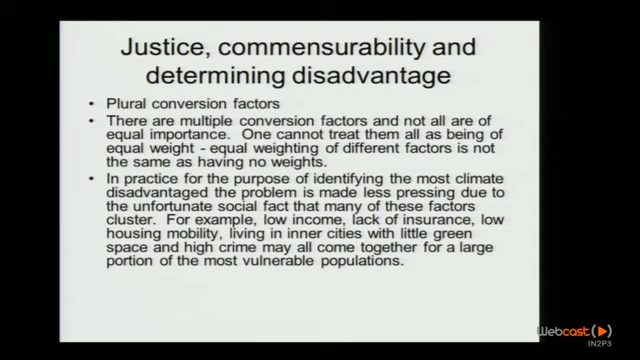 Justice, commensurability and
determining disadvantage
• Plural conversion factors
• There are multiple conversion factors and not all are of
equal importance. One cannot treat them all as being of
equal weight - equal weighting of different factors is not
the same as having no weights.
• In practice for the purpose of identifying the most climate
disadvantaged the problem is made less pressing due to
the unfortunate social fact that many of these factors
cluster. For example, low income, lack of insurance, low
housing mobility, living in inner cities with little green
space and high crime may all come together for a large
portion of the most vulnerable populations.
Webcast
IN2P3